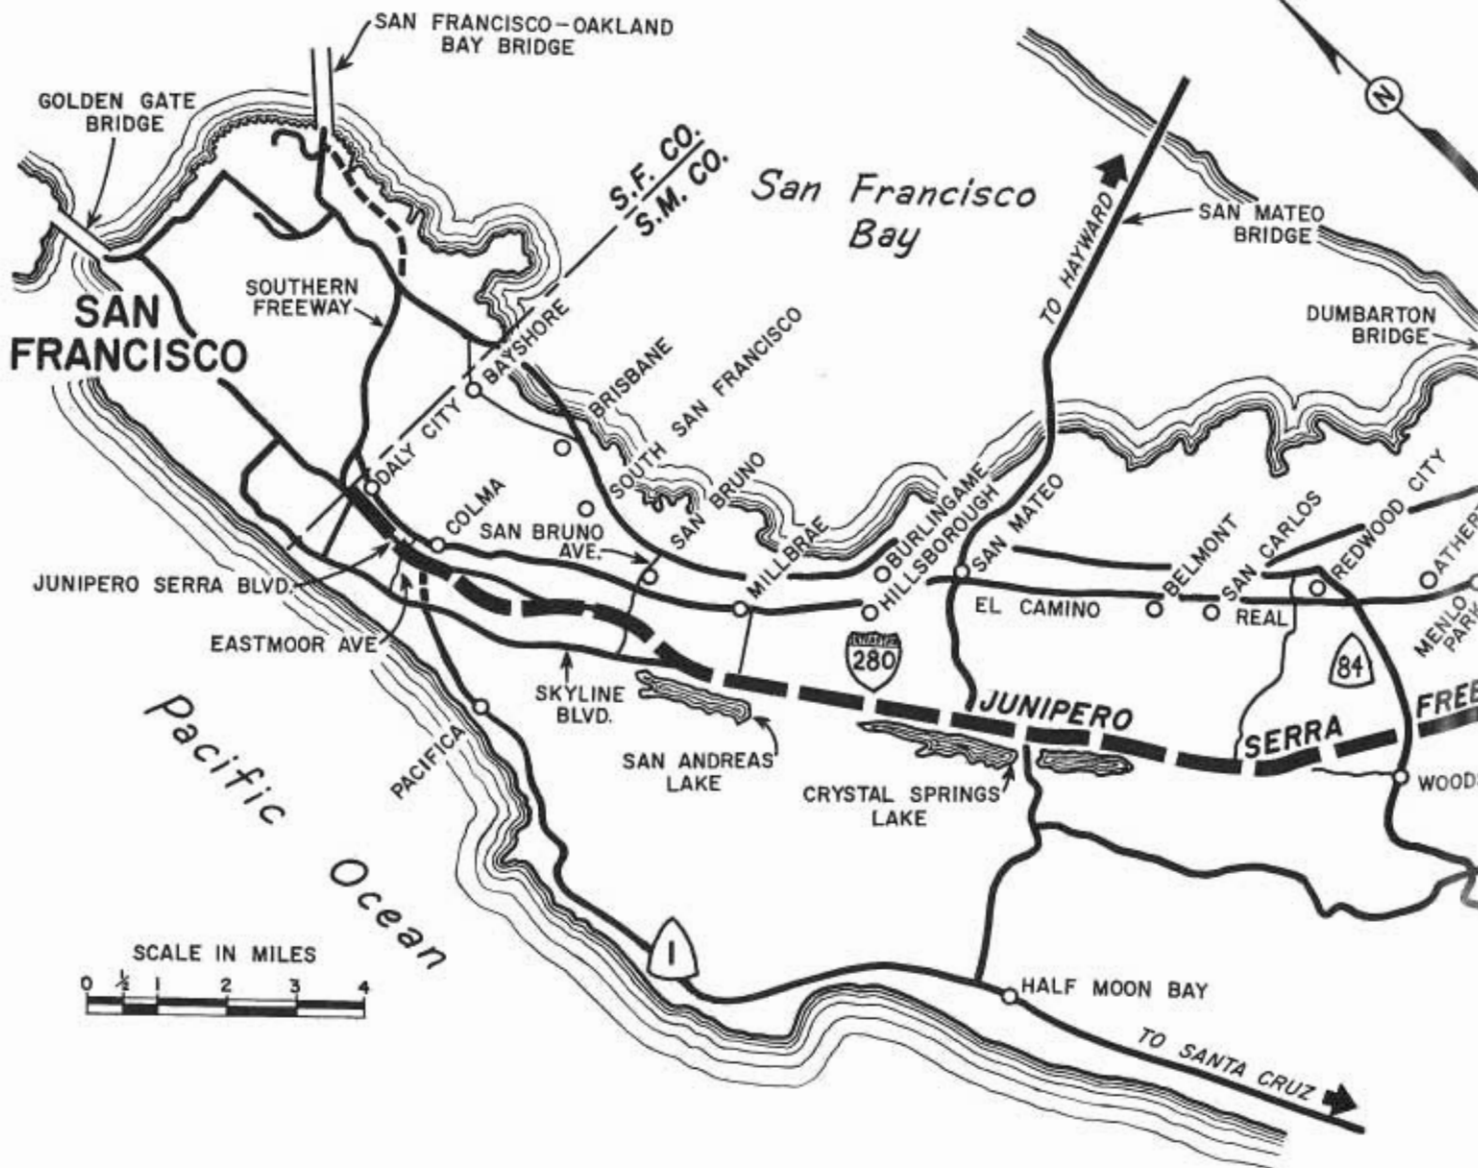 SAN FRANCISCO-OAKLAND
BAY BRIDGE
GOLDEN GATE
BRIDGE
N
S.F. CO.
S.M. CO.
San Francisco
Bay
TO HAYWARD
SAN MATEO
BRIDGE
SOUTHERN
FREEWAY
SAN
FRANCISCO
DUMBARTON
BRIDGE
BAYSHORE
BRISBANE
SOUTH SAN FRANCISCO
DALY CITY
COLMA
SAN BRUNO
AVE.
SAN BRUNO
MILLBRAE
BURLINGAME
HILLSBOROUGH
SAN MATEO
BELMONT
SAN CARLOS
REDWOOD CITY
ATHER
MENLO
PARK
EL CAMINO
REAL
JUNIPERO SERRA BLVD.
EASTMOOR AVE
SKYLINE
BLVD.
280
84
JUNIPERO
SERRA
FREE
SAN ANDREAS
LAKE
CRYSTAL SPRINGS
LAKE
WOODS
PACIFICA
Pacific
Ocean
1
SCALE IN MILES
0 ½ 1 2 3 4
HALF MOON BAY
TO SANTA CRUZ